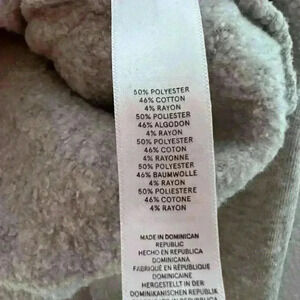 50% POLYESTER
46% COTTON
4% RAYON
50% POLIESTER
46% ALGODON
4% RAYON
50% POLYESTER
46% COTON
4% RAYONNE
50% POLYESTER
46% BAUMWOLLE
4% RAYON
50% POLIESTERE
46% COTONE
4% RAYON
MADE IN DOMINICAN
REPUBLIC
HECHO EN REPUBLICA
DOMINICANA
FABRIQUÉ EN RÉPUBLIQUE
DOMINICAINE
HERGESTELLT IN DER
DOMINIKANISCHEN REPUBLIK